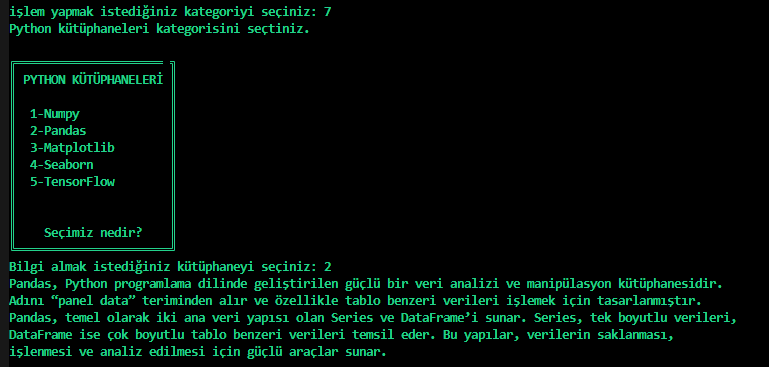 işlem yapmak istediğiniz kategoriyi seçiniz: 7
Python kütüphaneleri kategorisini seçtiniz.
PYTHON KÜTÜPHANELERİ
1-Numpy
2-Pandas
3-Matplotlib
4-Seaborn
5-TensorFlow
Seçimiz nedir?
Bilgi almak istediğiniz kütüphaneyi seçiniz: 2
Pandas, Python programlama dilinde geliştirilen güçlü bir veri analizi ve manipülasyon kütüphanesidir.
Adını “panel data” teriminden alır ve özellikle tablo benzeri verileri işlemek için tasarlanmıştır.
Pandas, temel olarak iki ana veri yapısı olan Series ve DataFrame’i sunar. Series, tek boyutlu verileri,
DataFrame ise çok boyutlu tablo benzeri verileri temsil eder. Bu yapılar, verilerin saklanması,
işlenmesi ve analiz edilmesi için güçlü araçlar sunar.